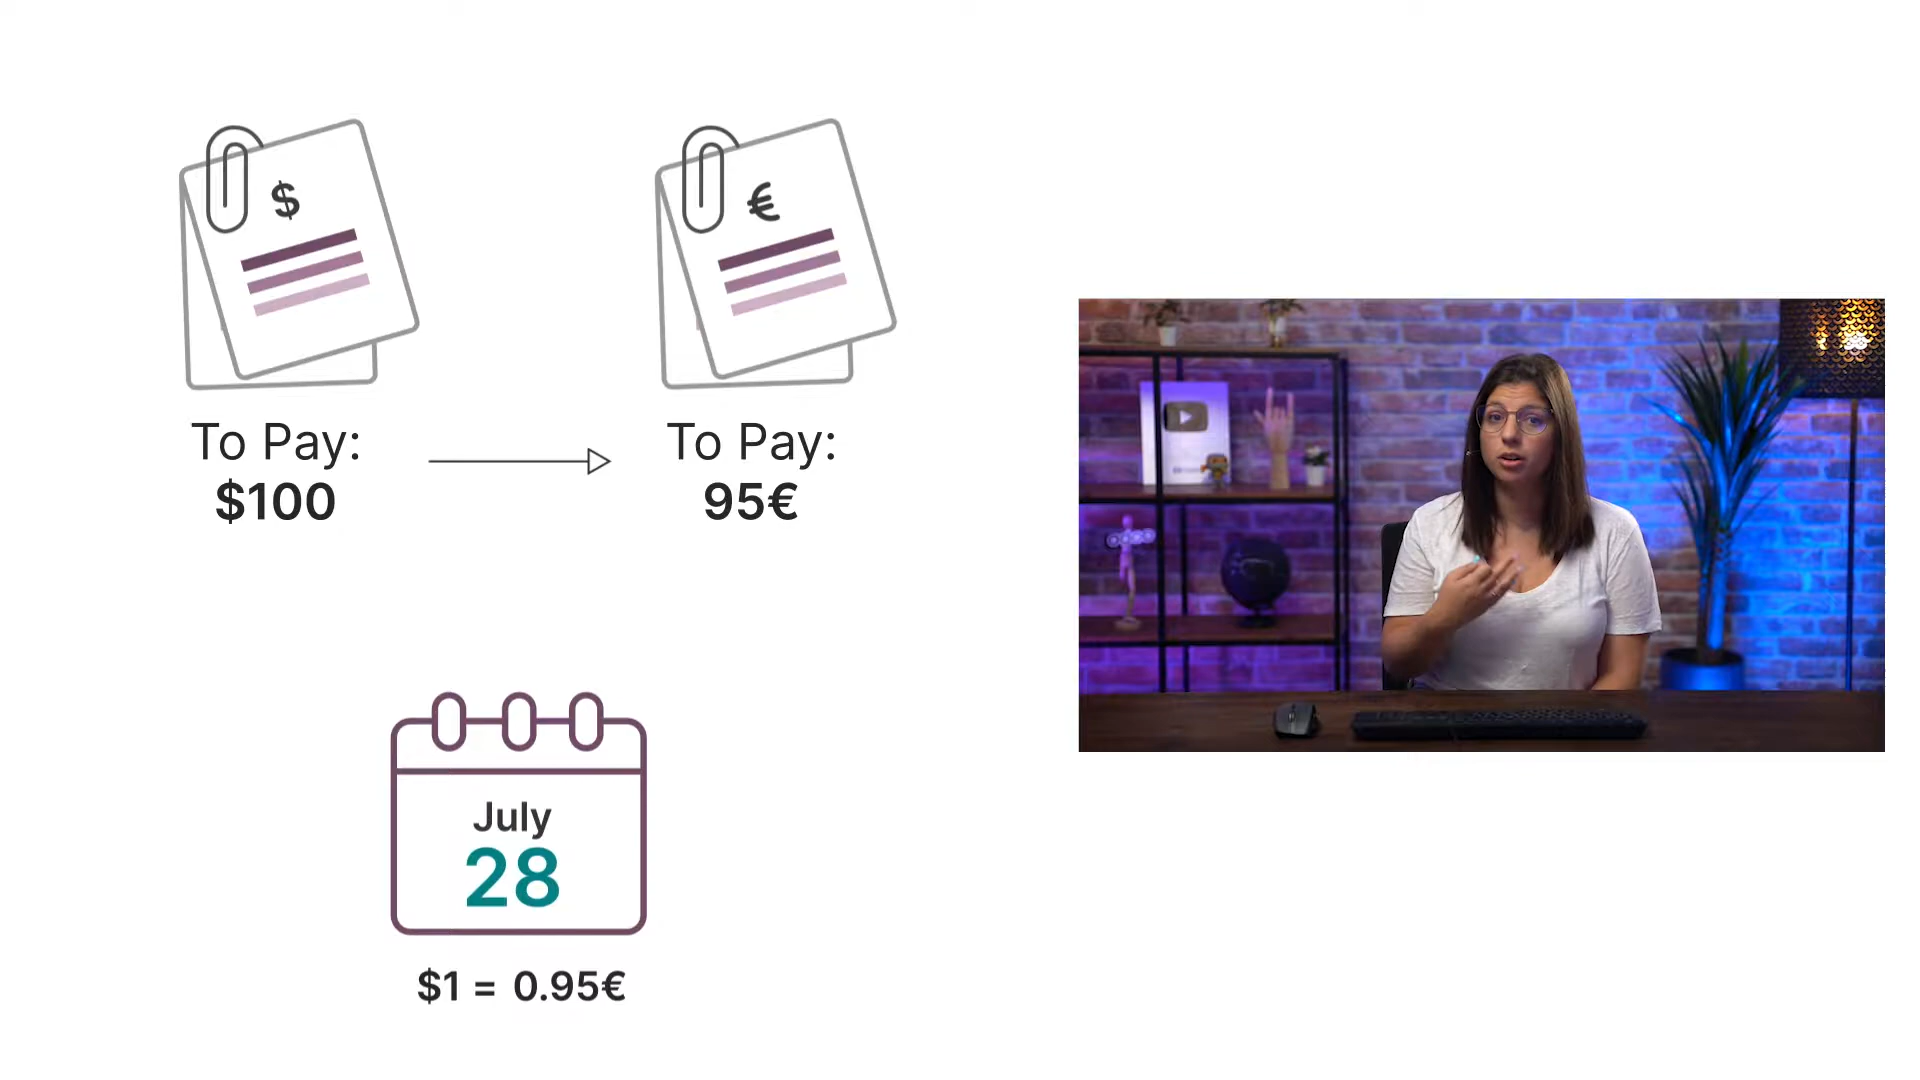 $
€
To Pay:
$100
To Pay:
95€
July
28
$1 = 0.95€